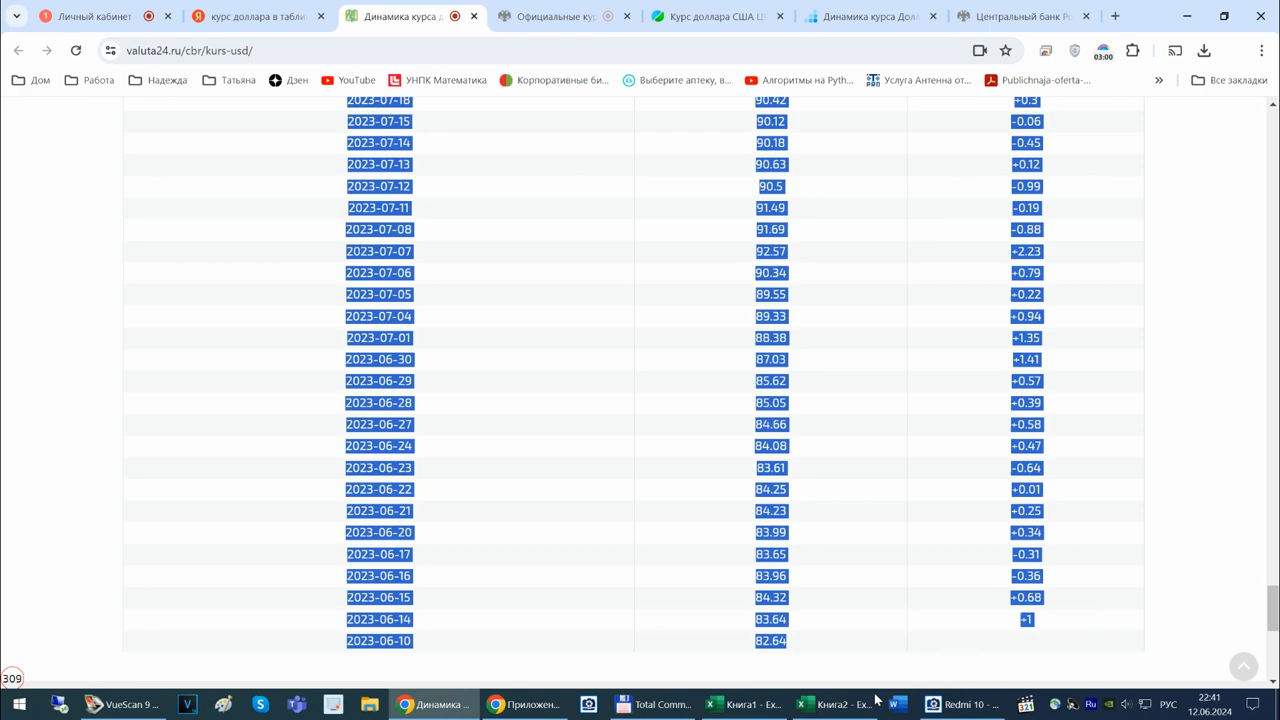 Личный кабинет
курс доллара в табли
Динамика курса д
Официальные кур
Курс доллара США Ц
Динамика курса Долл
Центральный банк Ро
valuta24.ru/cbr/kurs-usd/
03:00
Дом
Работа
Надежда
Татьяна
Дзен
YouTube
УНПК Математика
Корпоративные би...
Выберите аптеку, в...
Алгоритмы на Pyth...
Услуга Антенна от...
Publichnaja-oferta-...
»
Все закладки
2023-07-18 90.42 +0.3
2023-07-15 90.12 -0.06
2023-07-14 90.18 -0.45
2023-07-13 90.63 +0.12
2023-07-12 90.5 -0.99
2023-07-11 91.49 -0.19
2023-07-08 91.69 -0.88
2023-07-07 92.57 +2.23
2023-07-06 90.34 +0.79
2023-07-05 89.55 +0.22
2023-07-04 89.33 +0.94
2023-07-01 88.38 +1.35
2023-06-30 87.03 +1.41
2023-06-29 85.62 +0.57
2023-06-28 85.05 +0.39
2023-06-27 84.66 +0.58
2023-06-24 84.08 +0.47
2023-06-23 83.61 -0.64
2023-06-22 84.25 +0.01
2023-06-21 84.23 +0.25
2023-06-20 83.99 +0.34
2023-06-17 83.65 -0.31
2023-06-16 83.96 -0.36
2023-06-15 84.32 +0.68
2023-06-14 83.64 +1
2023-06-10 82.64
309
VueScan 9 ...
Динамика ...
Приложен...
Total Comm...
Книга1 - Ex...
Книга2 - Ex...
Redmi 10 - ...
321
Ru
РУС
22:41
12.06.2024